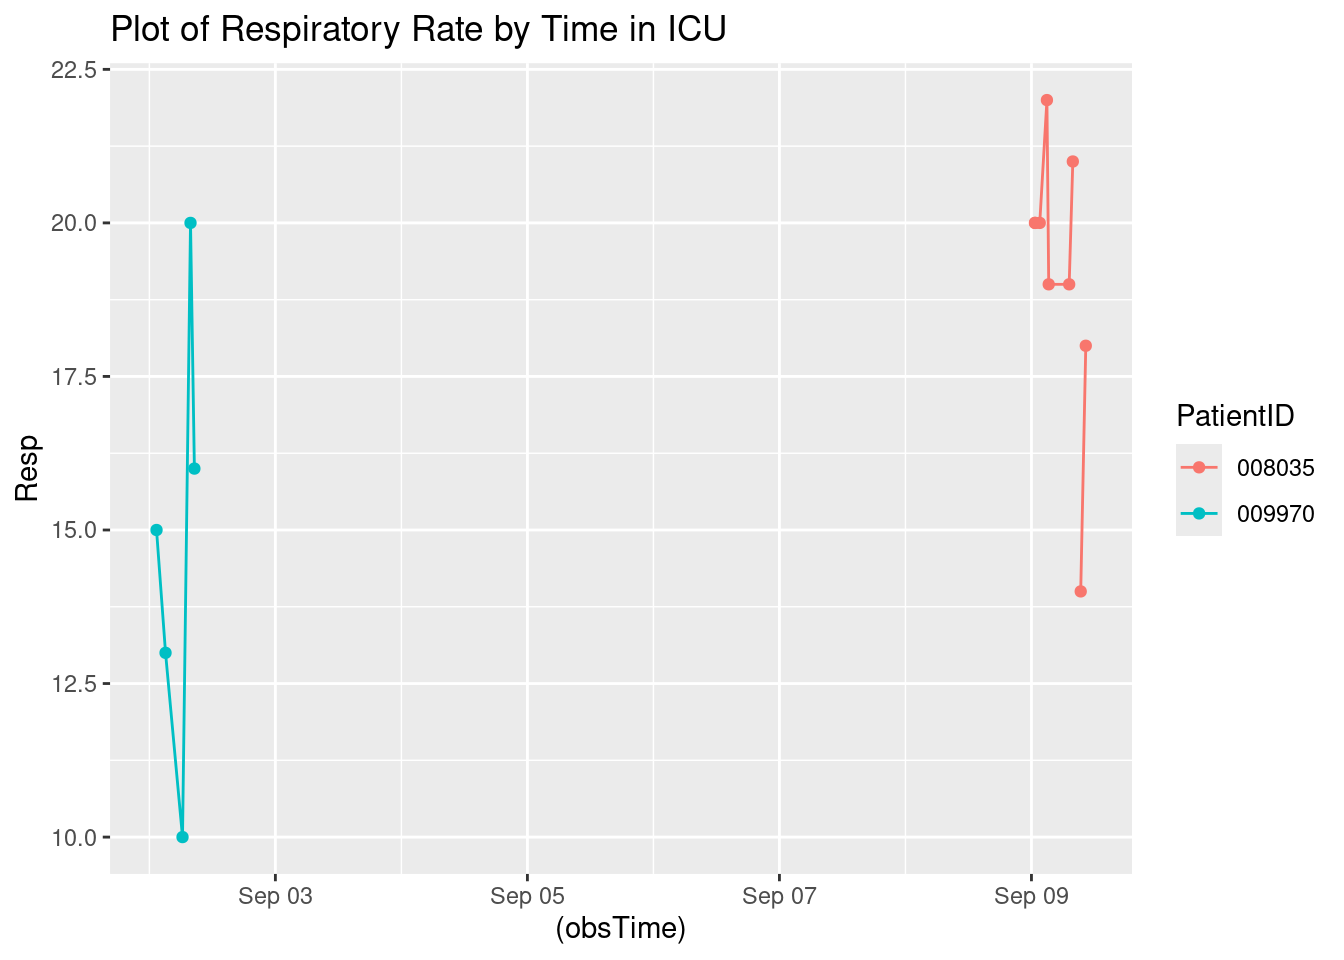 Plot of Respiratory Rate by Time in ICU
22.5
20.0
17.5
15.0
12.5
10.0
Resp
Sep 03
Sep 05
Sep 07
Sep 09
(obsTime)
PatientID
008035
009970